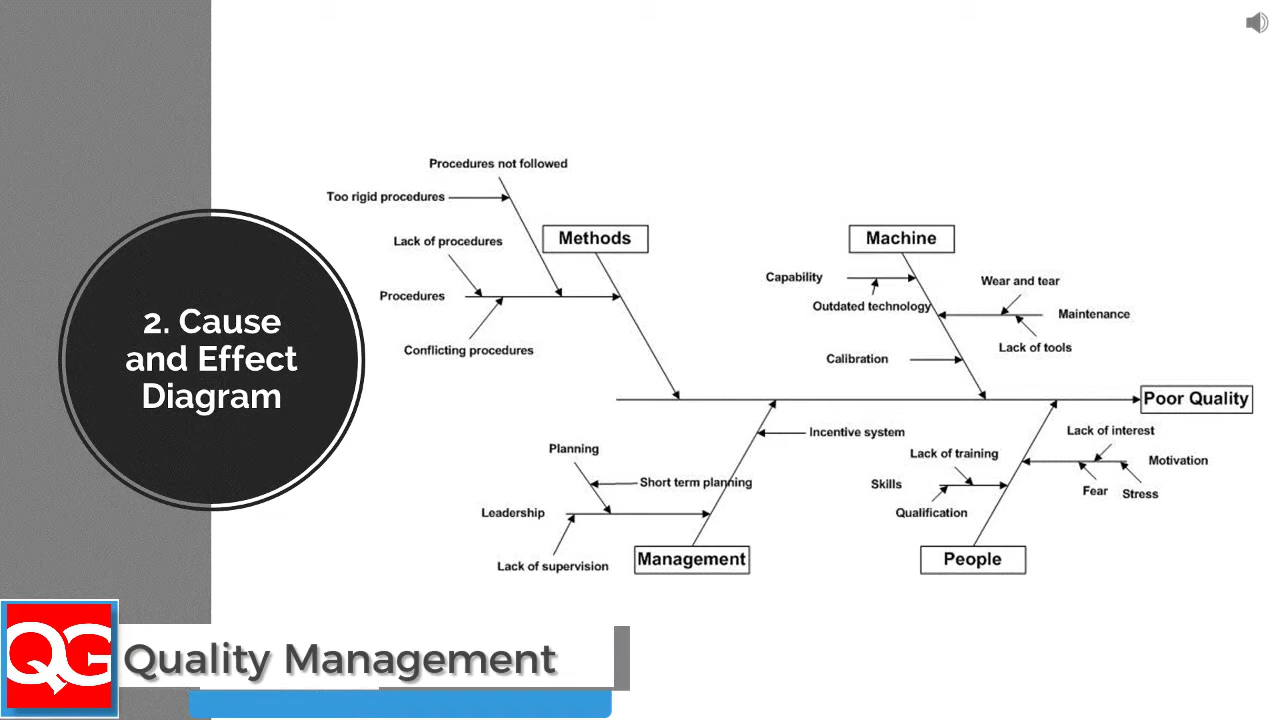 Procedures not followed
Too rigid procedures
Lack of procedures
Methods
Procedures
Conflicting procedures
Machine
Capability
Outdated technology
Wear and tear
Maintenance
Lack of tools
Calibration
2. Cause
and Effect
Diagram
Poor Quality
Incentive system
Planning
Short term planning
Leadership
Lack of supervision
Management
Lack of interest
Lack of training
Motivation
Skills
Fear
Stress
Qualification
People
QG
Quality Management